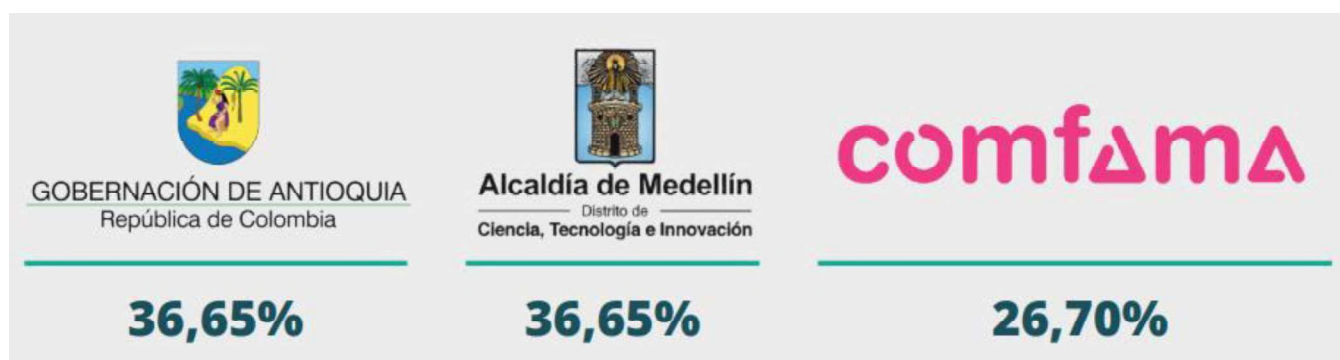 GOBERNACIÓN DE ANTIOQUIA
República de Colombia
36,65%
Alcaldía de Medellín
Distrito de
Ciencia, Tecnología e Innovación
36,65%
comfama
26,70%